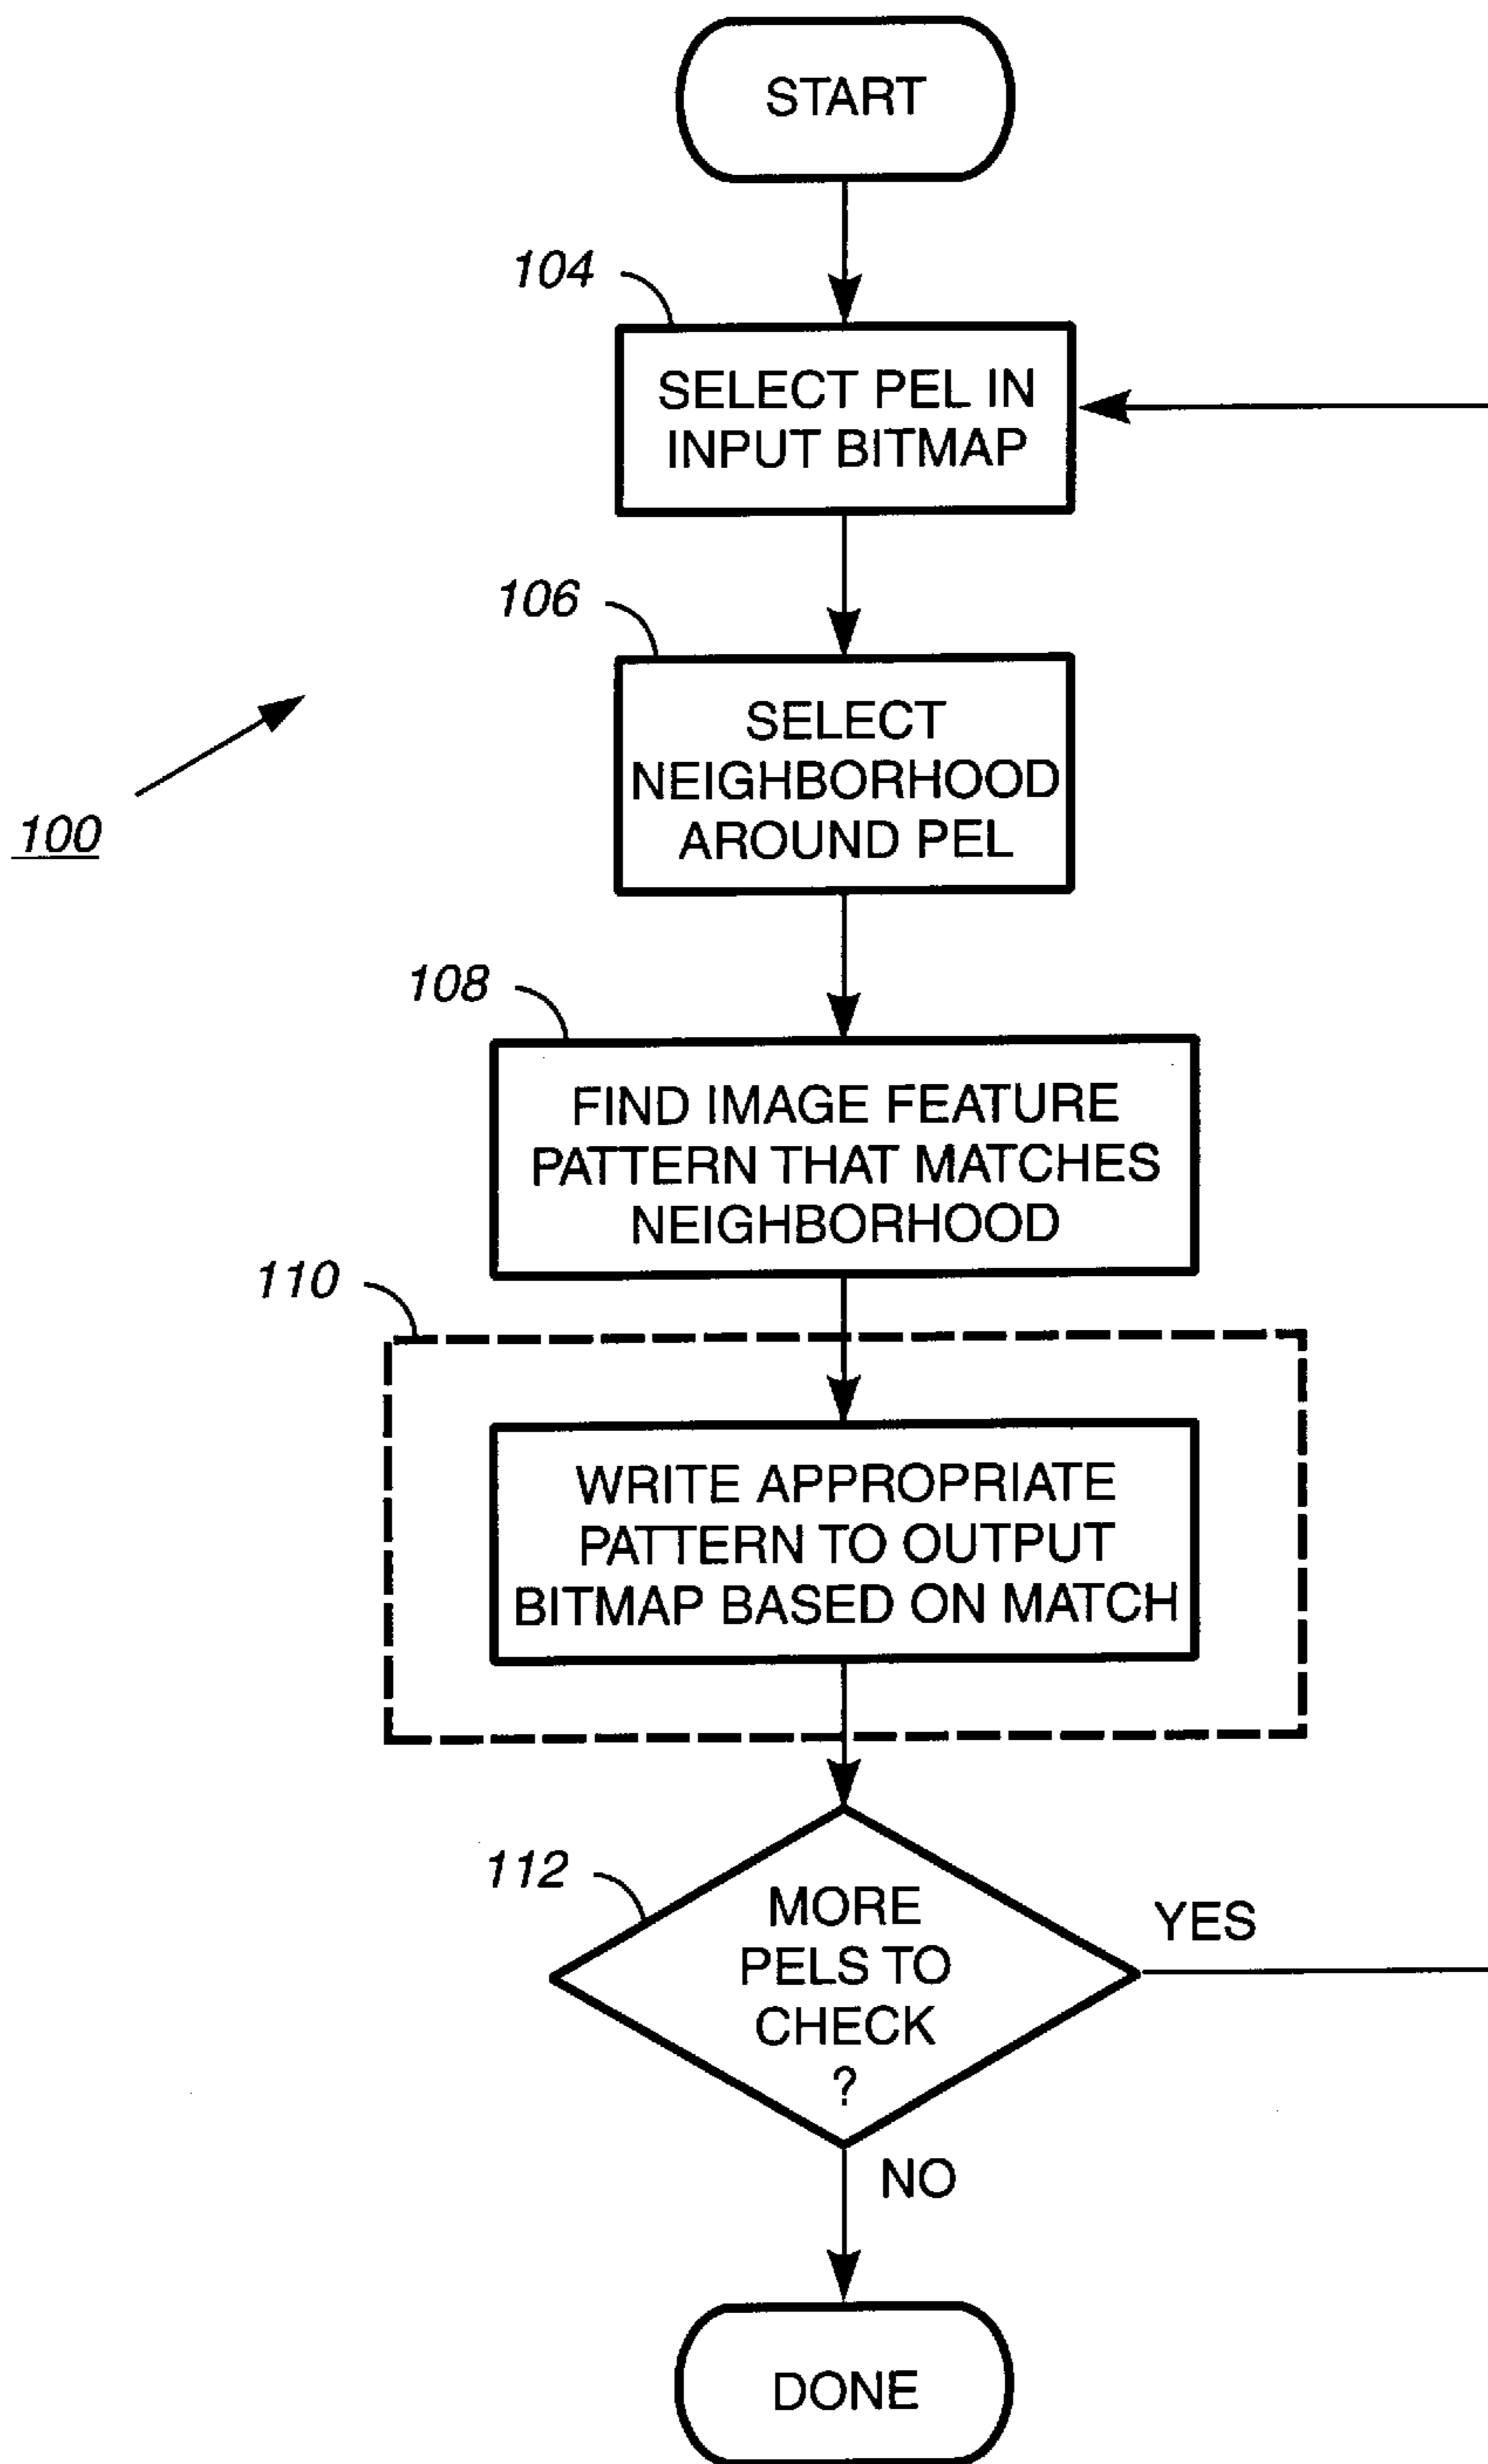 START
104
SELECT PEL IN
INPUT BITMAP
106
SELECT
NEIGHBORHOOD
AROUND PEL
100
108
FIND IMAGE FEATURE
PATTERN THAT MATCHES
NEIGHBORHOOD
110
WRITE APPROPRIATE
PATTERN TO OUTPUT
BITMAP BASED ON MATCH
112
MORE
PELS TO
CHECK
?
YES
NO
DONE